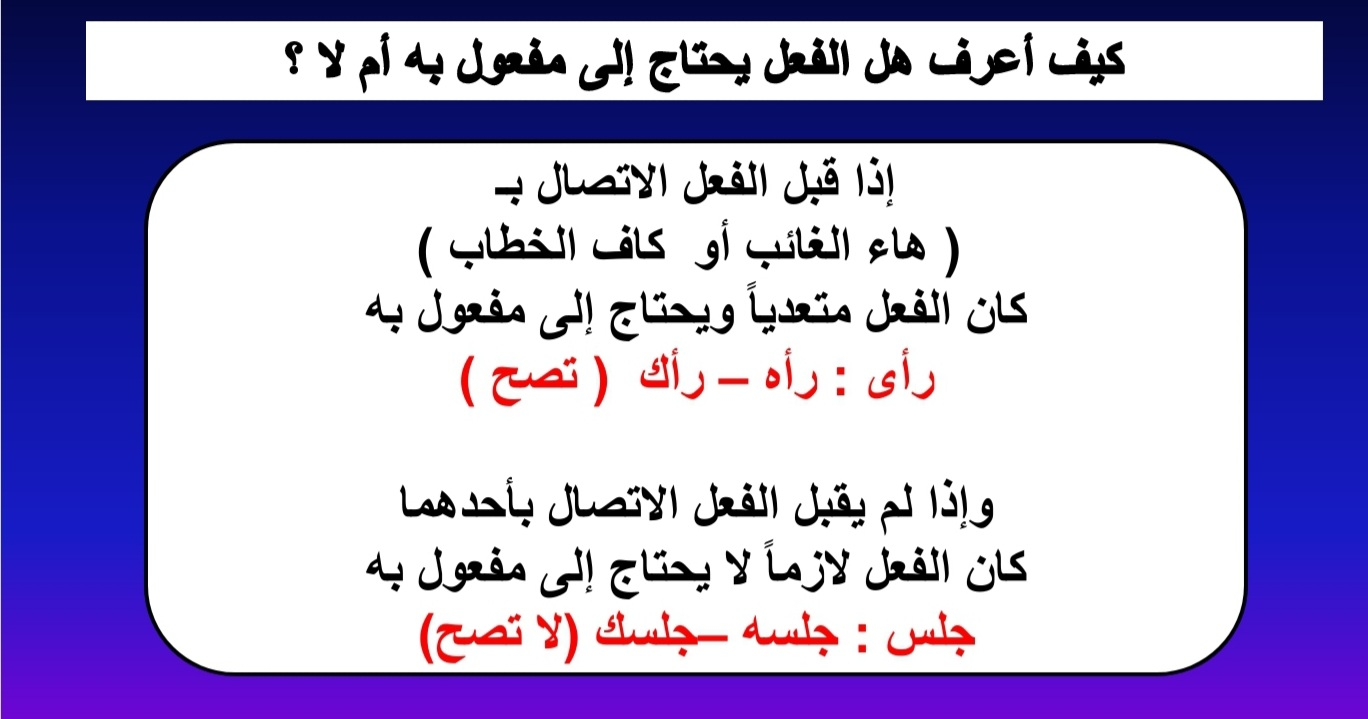 كيف أعرف هل الفعل يحتاج إلى مفعول به أم لا ؟
إذا قبل الفعل الاتصال بـ
( هاء الغائب أو كاف الخطاب )
كان الفعل متعدياً ويحتاج إلى مفعول به
رأى : رأه – رأك ( تصح )
وإذا لم يقبل الفعل الاتصال بأحدهما
كان الفعل لازماً لا يحتاج إلى مفعول به
جلس : جلسه –جلسك (لا تصح)